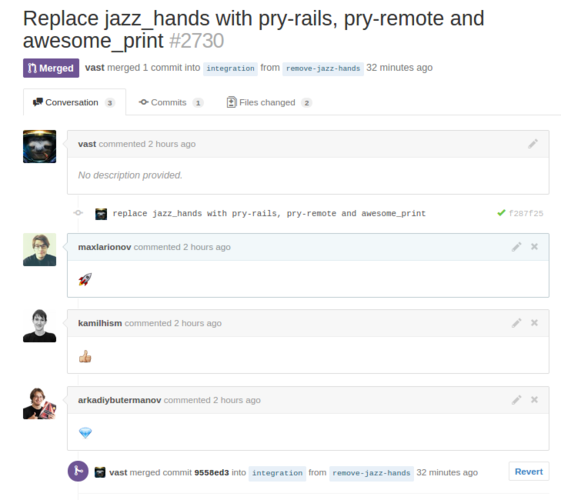 Replace jazz_hands with pry-rails, pry-remote and
awesome_print #2730
Merged vast merged 1 commit into integration from remove-jazz-hands 32 minutes ago
Conversation 3 Commits 1 Files changed 2
vast commented 2 hours ago
No description provided.
replace jazz_hands with pry-rails, pry-remote and awesome_print f287f25
maxlarionov commented 2 hours ago
kamilhism commented 2 hours ago
arkadiybutermanov commented 2 hours ago
vast merged commit 9558ed3 into integration from remove-jazz-hands 32 minutes ago Revert